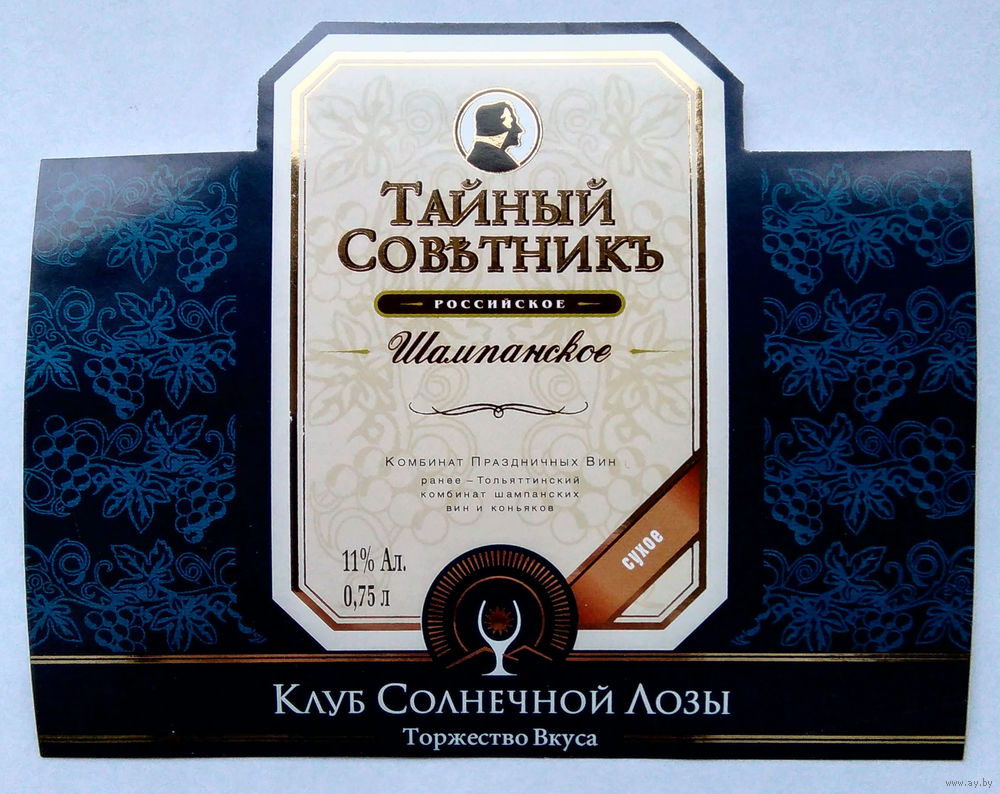 Тайный
Совѣтникъ
РОССИЙСКОЕ
Шампанское
Комбинат Праздничных Вин
ранее – Тольяттинский
комбинат шампанских
вин и коньяков
сухое
11% Ал.
0,75 л
Клуб Солнечной Лозы
Торжество Вкуса
www.ay.by